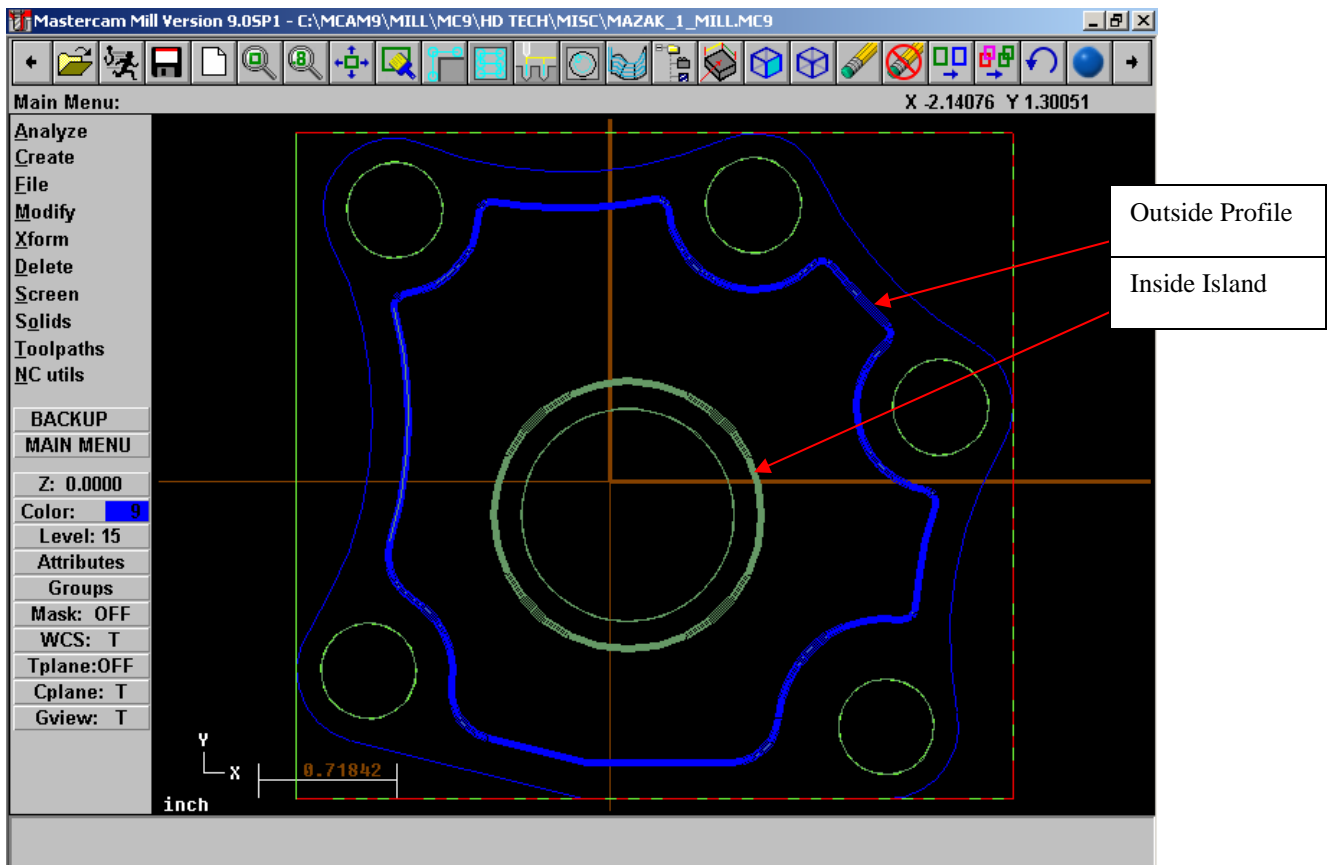 Mastercam Mill Version 9.0SP1 - C:\MCAM9\MILL\MC9\HD TECH\MISC\MAZAK_1_MILL.MC9
Main Menu:
X -2.14076 Y 1.30051
Analyze
Create
File
Modify
Xform
Delete
Screen
Solids
Toolpaths
NC utils
BACKUP
MAIN MENU
Z: 0.0000
Color: 9
Level: 15
Attributes
Groups
Mask: OFF
WCS: T
Tplane:OFF
Cplane: T
Gview: T
Outside Profile
Inside Island
Y
X
0.71842
inch